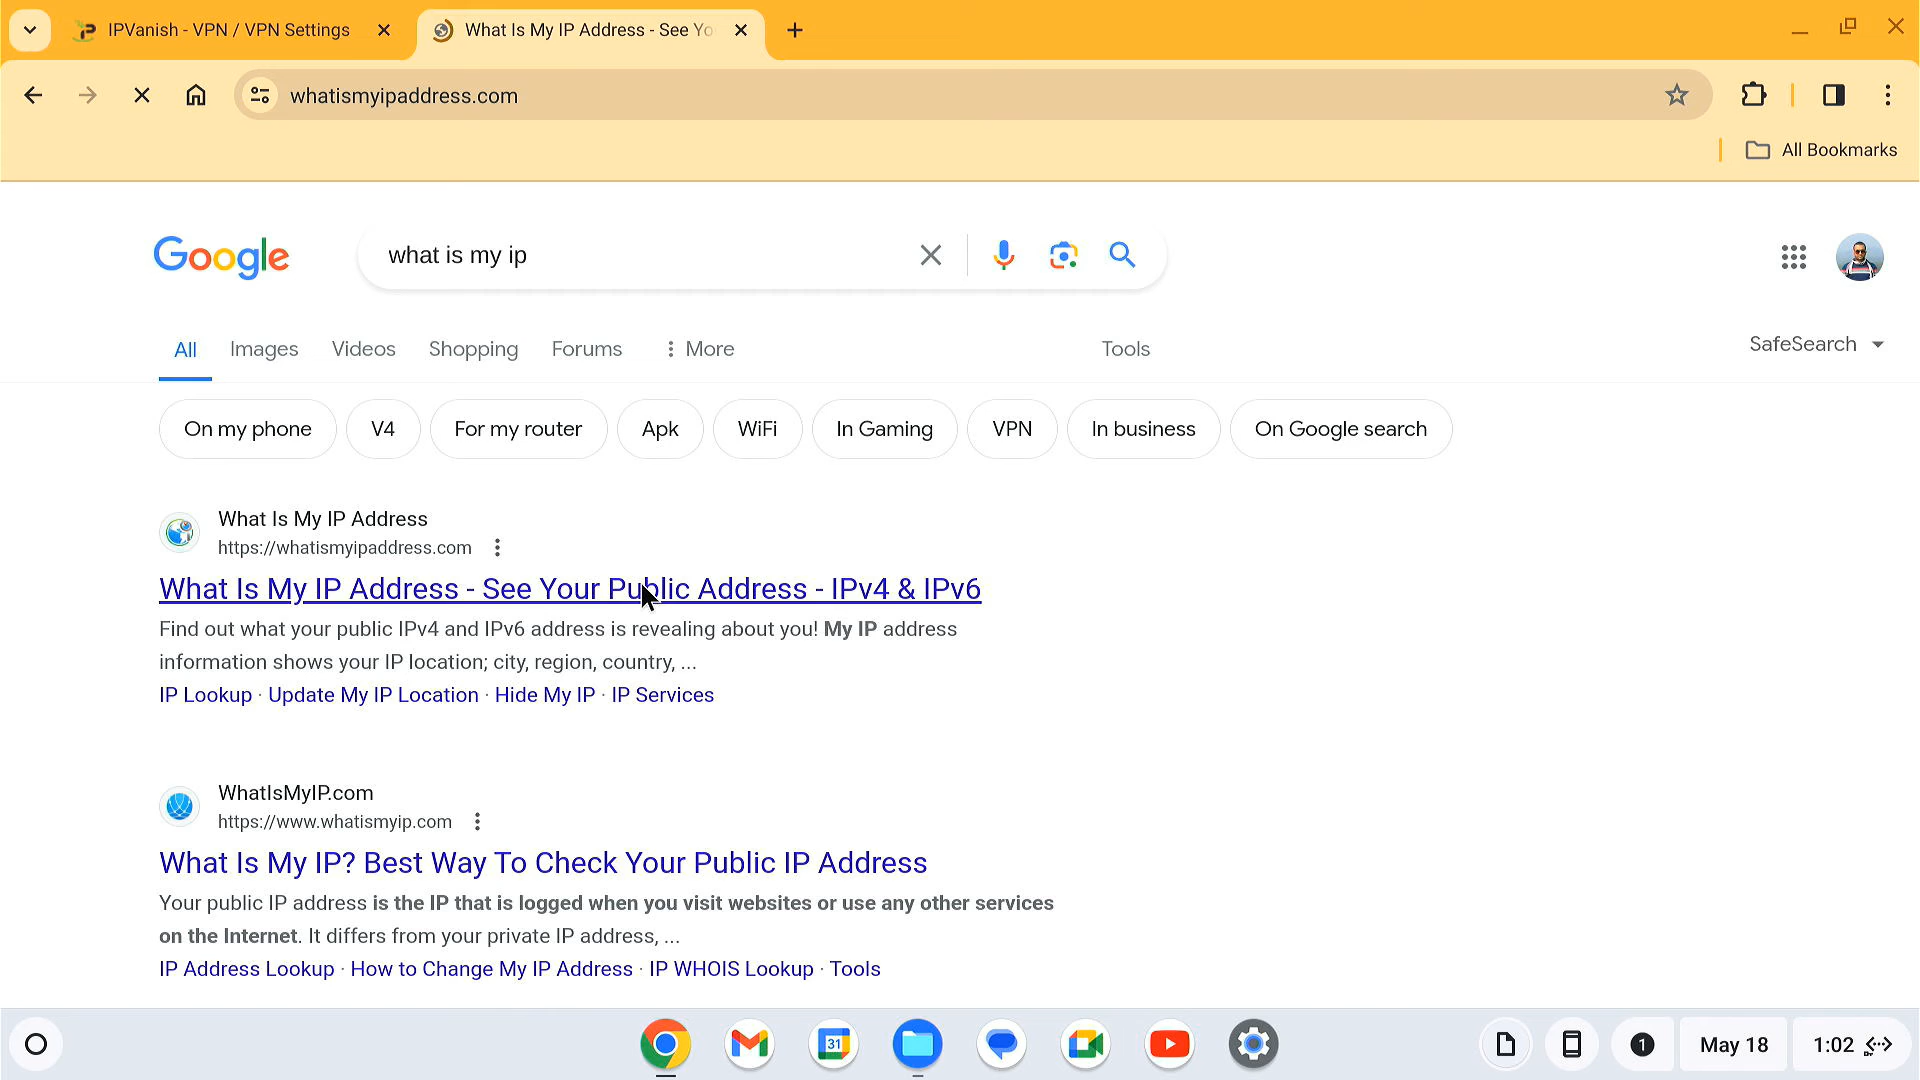 IPVanish - VPN / VPN Settings
What Is My IP Address - See Yo
whatismyipaddress.com
All Bookmarks
Google
what is my ip
All
Images
Videos
Shopping
Forums
More
Tools
SafeSearch
On my phone
V4
For my router
Apk
WiFi
In Gaming
VPN
In business
On Google search
What Is My IP Address
https://whatismyipaddress.com
What Is My IP Address - See Your Public Address - IPv4 & IPv6
Find out what your public IPv4 and IPv6 address is revealing about you! My IP address
information shows your IP location; city, region, country, ...
IP Lookup · Update My IP Location · Hide My IP · IP Services
WhatIsMyIP.com
https://www.whatismyip.com
What Is My IP? Best Way To Check Your Public IP Address
Your public IP address is the IP that is logged when you visit websites or use any other services
on the Internet. It differs from your private IP address, ...
IP Address Lookup · How to Change My IP Address · IP WHOIS Lookup · Tools
31
1
May 18
1:02